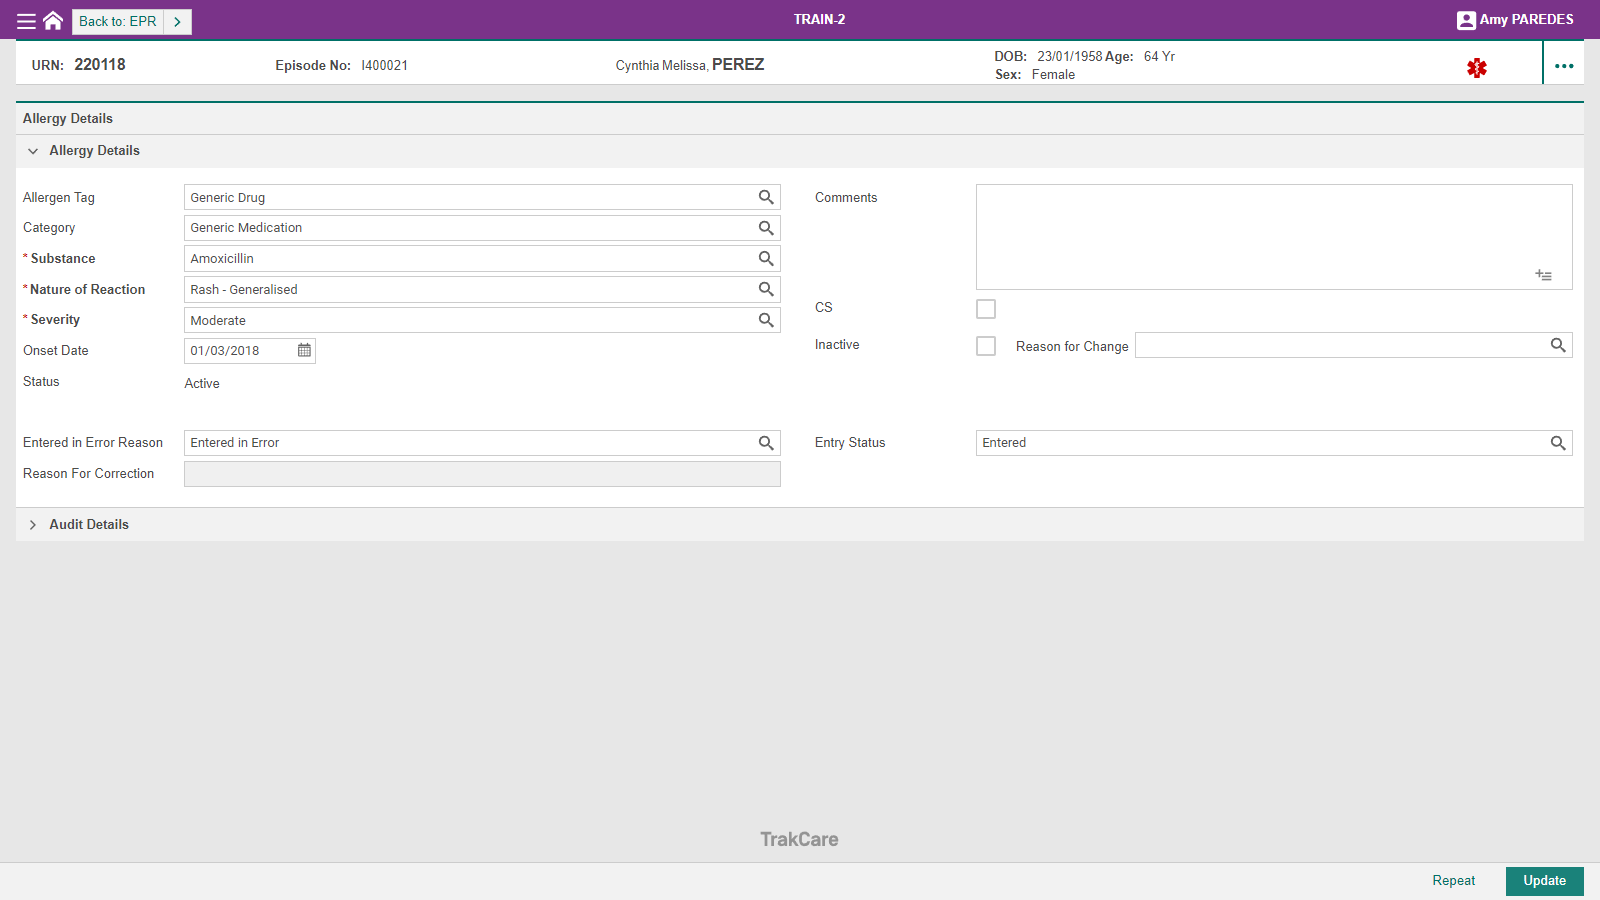 Back to: EPR
TRAIN-2
Amy PAREDES
URN: 220118
Episode No: I400021
Cynthia Melissa, PEREZ
DOB: 23/01/1958 Age: 64 Yr
Sex: Female
Allergy Details
Allergy Details
Allergen Tag Generic Drug
Category Generic Medication
* Substance Amoxicillin
* Nature of Reaction Rash - Generalised
* Severity Moderate
Onset Date 01/03/2018
Status Active
Comments
CS
Inactive Reason for Change
Entered in Error Reason Entered in Error
Entry Status Entered
Reason For Correction
Audit Details
TrakCare
Repeat
Update